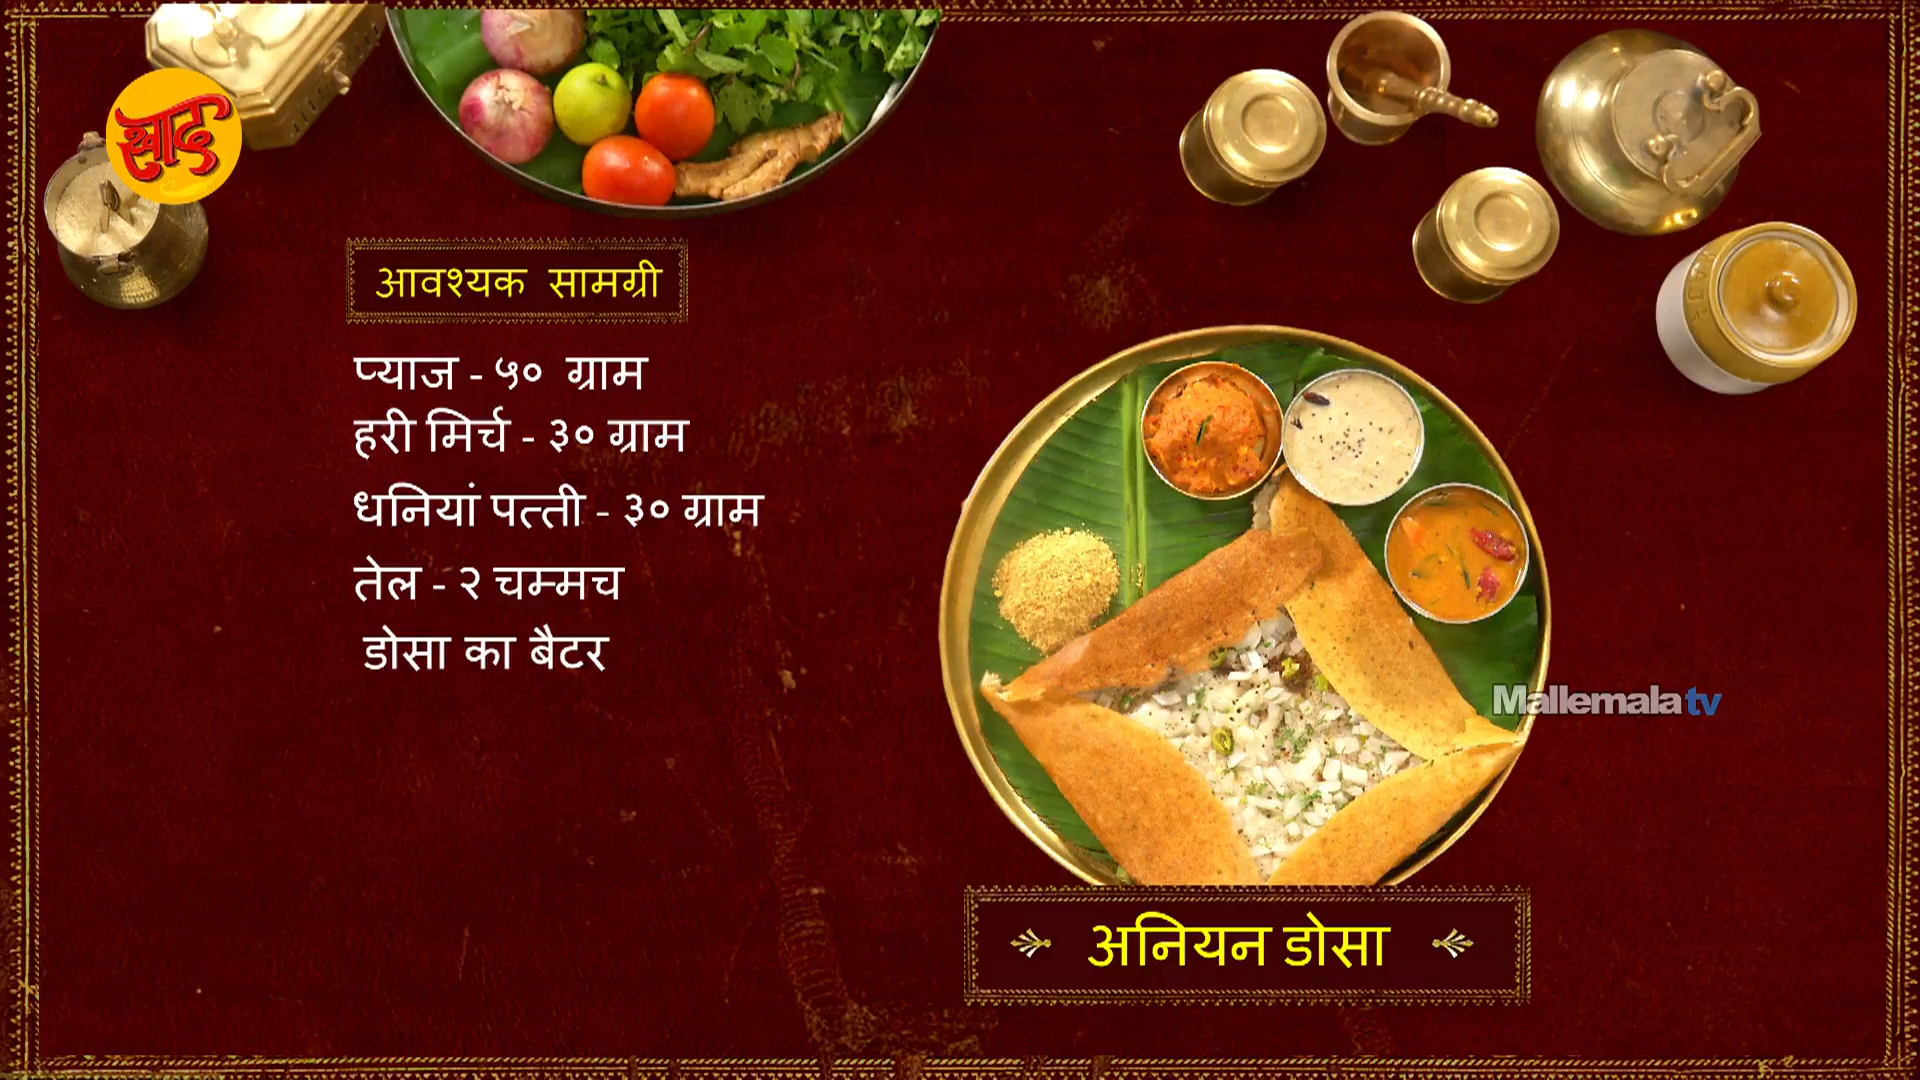 स्वाद
आवश्यक सामग्री
प्याज - ५० ग्राम
हरी मिर्च - ३० ग्राम
धनियां पत्ती - ३० ग्राम
तेल - २ चम्मच
डोसा का बैटर
Mallemalatv
अनियन डोसा